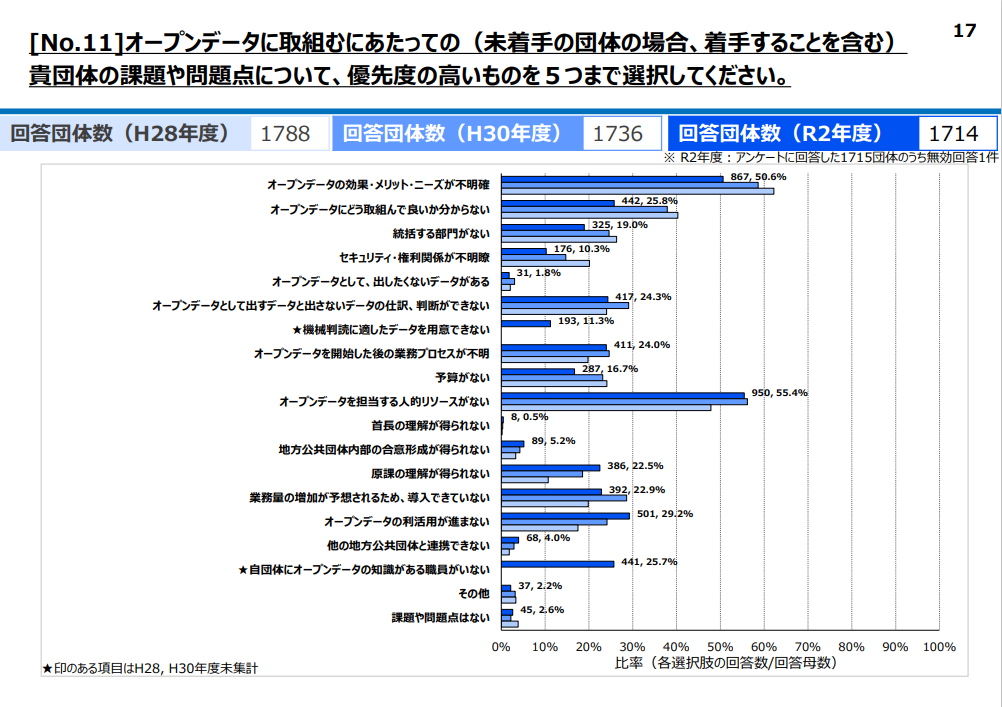 17
[No.11]オープンデータに取組むにあたっての（未着手の団体の場合、着手することを含む）
貴団体の課題や問題点について、優先度の高いものを５つまで選択してください。
回答団体数（H28年度） 1788 回答団体数（H30年度） 1736 回答団体数（R2年度） 1714
※ R2年度：アンケートに回答した1715団体のうち無効回答1件
オープンデータの効果・メリット・ニーズが不明確 867, 50.6%
オープンデータにどう取組んで良いか分からない 442, 25.8%
統括する部門がない 325, 19.0%
セキュリティ・権利関係が不明瞭 176, 10.3%
オープンデータとして、出したくないデータがある 31, 1.8%
オープンデータとして出すデータと出さないデータの仕訳、判断ができない 417, 24.3%
★機械判読に適したデータを用意できない 193, 11.3%
オープンデータを開始した後の業務プロセスが不明 411, 24.0%
予算がない 287, 16.7%
オープンデータを担当する人的リソースがない 950, 55.4%
首長の理解が得られない 8, 0.5%
地方公共団体内部の合意形成が得られない 89, 5.2%
原課の理解が得られない 386, 22.5%
業務量の増加が予想されるため、導入できていない 392, 22.9%
オープンデータの利活用が進まない 501, 29.2%
他の地方公共団体と連携できない 68, 4.0%
★自団体にオープンデータの知識がある職員がいない 441, 25.7%
その他 37, 2.2%
課題や問題点はない 45, 2.6%
0% 10% 20% 30% 40% 50% 60% 70% 80% 90% 100%
比率（各選択肢の回答数/回答母数）
★印のある項目はH28, H30年度未集計